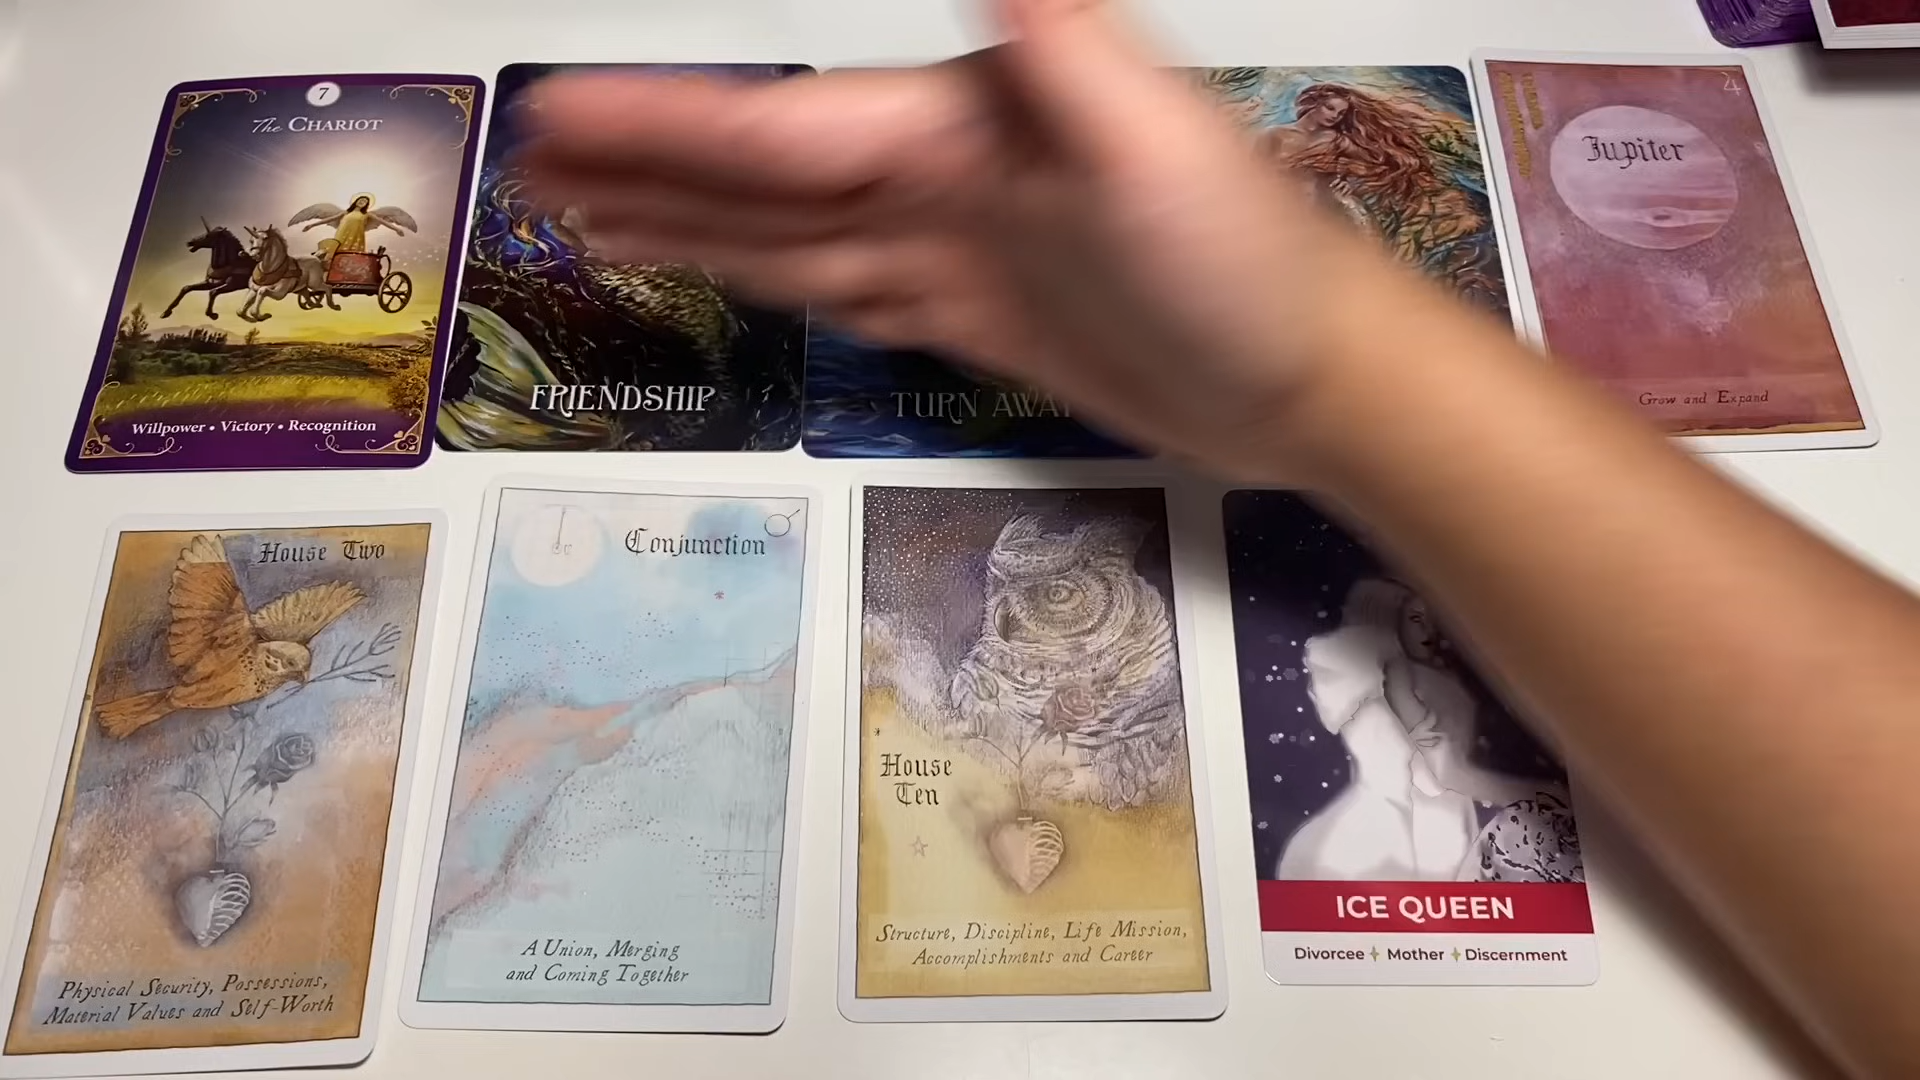 7
The CHARIOT
Willpower • Victory • Recognition
FRIENDSHIP
TURN AWAY
Jupiter
Grow and Expand
House Two
Physical Security, Possessions,
Material Values and Self-Worth
Conjunction
A Union, Merging
and Coming Together
House
Ten
Structure, Discipline, Life Mission,
Accomplishments and Career
ICE QUEEN
Divorcee ✦ Mother ✦ Discernment